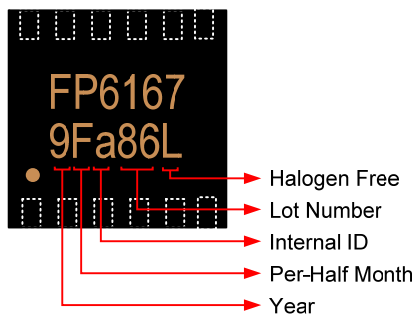 FP6167
9Fa86L
Halogen Free
Lot Number
Internal ID
Per-Half Month
Year